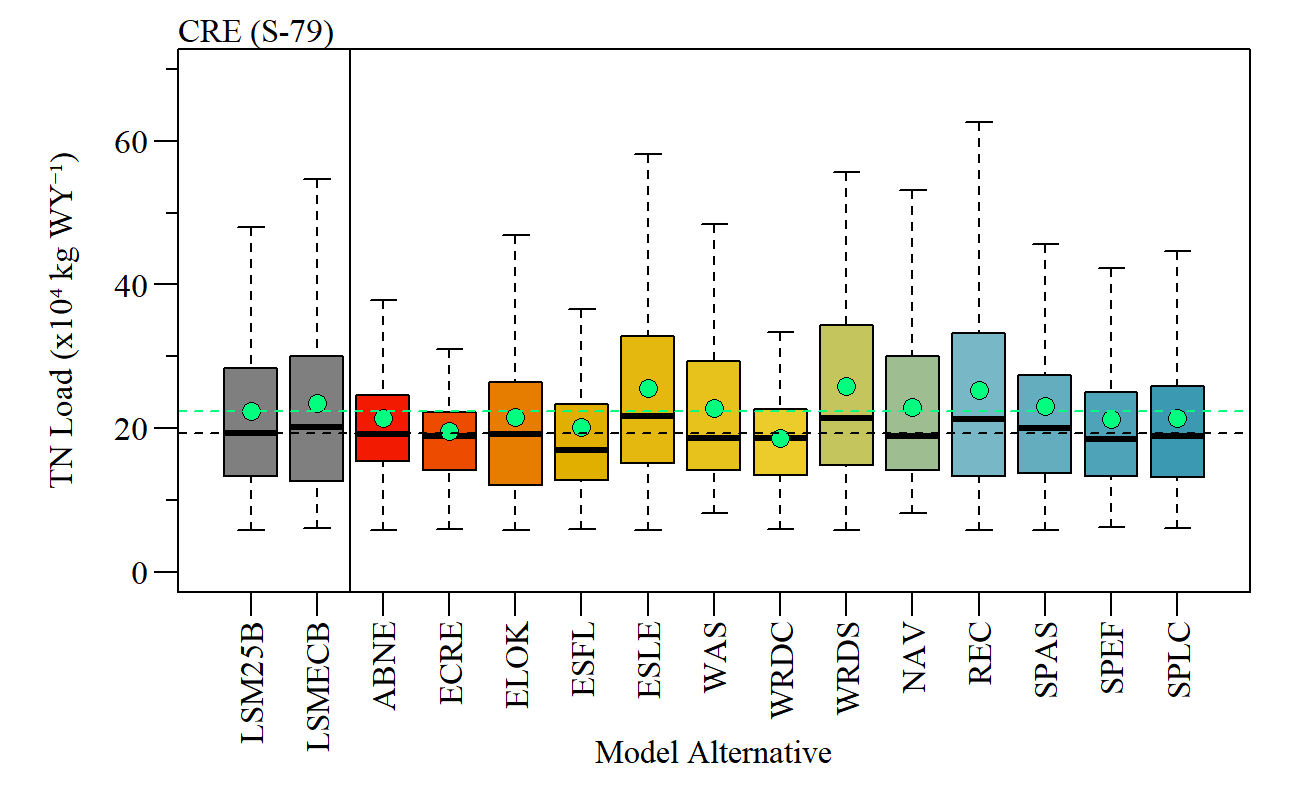 CRE (S-79)
TN Load (x10⁴ kg WY⁻¹)
60
40
20
0
LSM25B
LSMECB
ABNE
ECRE
ELOK
ESFL
ESLE
WAS
WRDC
WRDS
NAV
REC
SPAS
SPEF
SPLC
Model Alternative